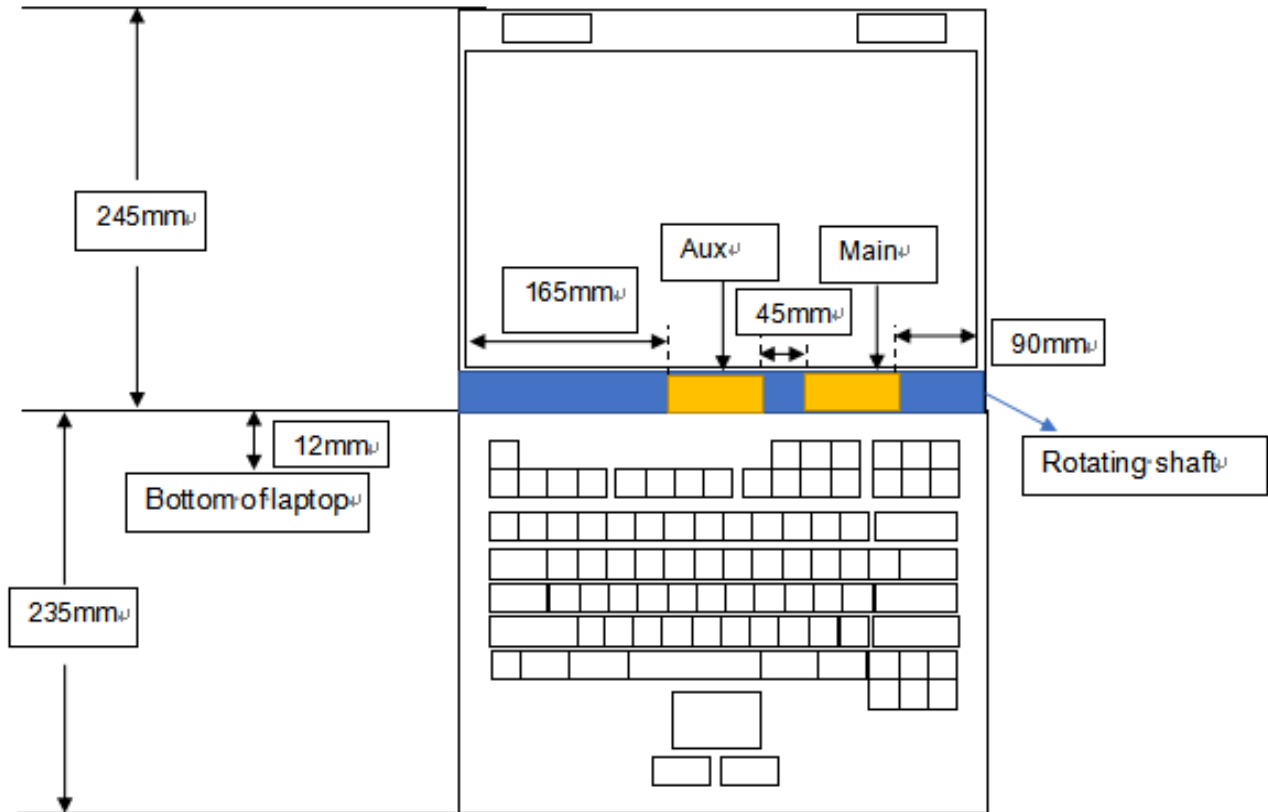 245mm
Aux
Main
165mm
45mm
90mm
12mm
Rotating shaft
Bottom of laptop
235mm